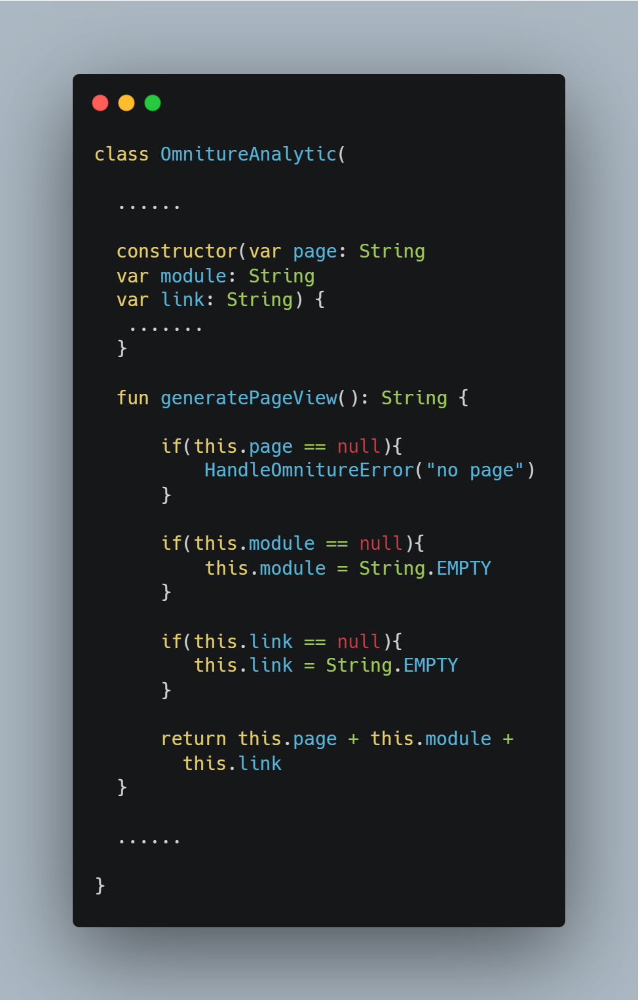 class OmnitureAnalytic(
......
constructor(var page: String
var module: String
var link: String) {
.......
}
fun generatePageView(): String {
if(this.page == null){
HandleOmnitureError("no page")
}
if(this.module == null){
this.module = String.EMPTY
}
if(this.link == null){
this.link = String.EMPTY
}
return this.page + this.module +
this.link
}
......
}